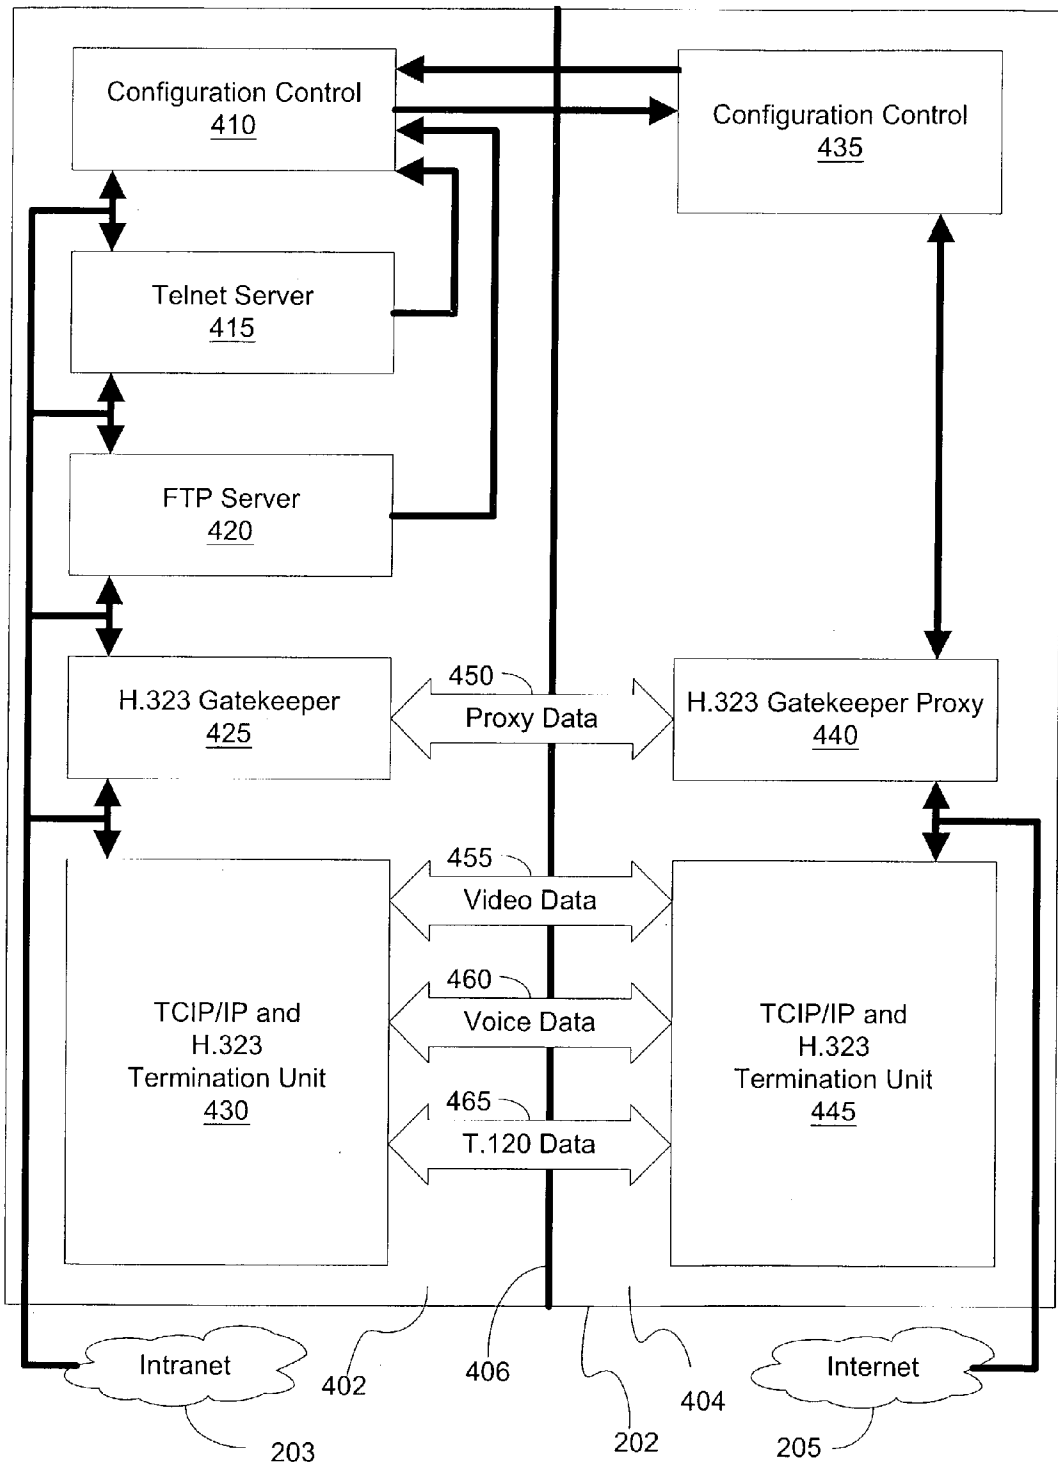 Configuration Control
410
Configuration Control
435
Telnet Server
415
FTP Server
420
H.323 Gatekeeper
425
450
Proxy Data
H.323 Gatekeeper Proxy
440
455
Video Data
460
Voice Data
465
T.120 Data
TCIP/IP and
H.323
Termination Unit
430
TCIP/IP and
H.323
Termination Unit
445
Intranet
203
402
406
202
404
Internet
205